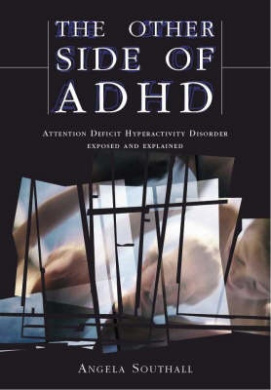 THE OTHER
SIDE OF
ADHD
ATTENTION DEFICIT HYPERACTIVITY DISORDER
EXPOSED AND EXPLAINED
ANGELA SOUTHALL